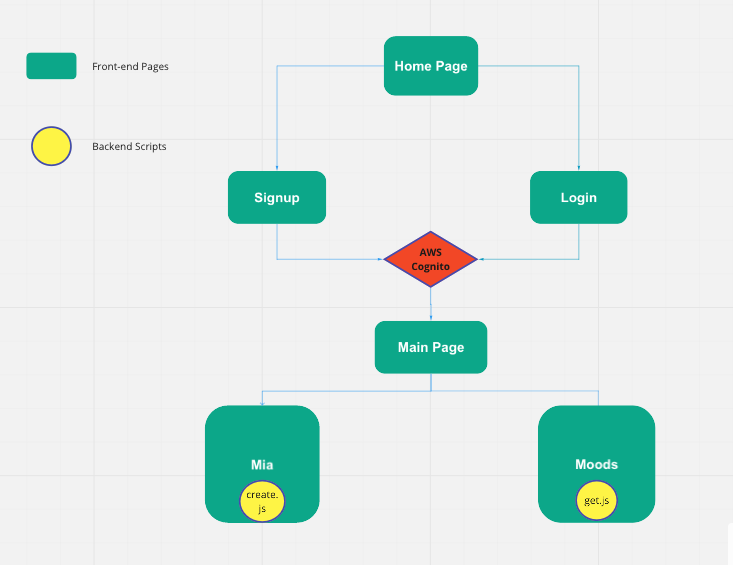 Home Page
Front-end Pages
Backend Scripts
Signup
Login
AWS
Cognito
Main Page
Mia
Moods
create.
js
get.js